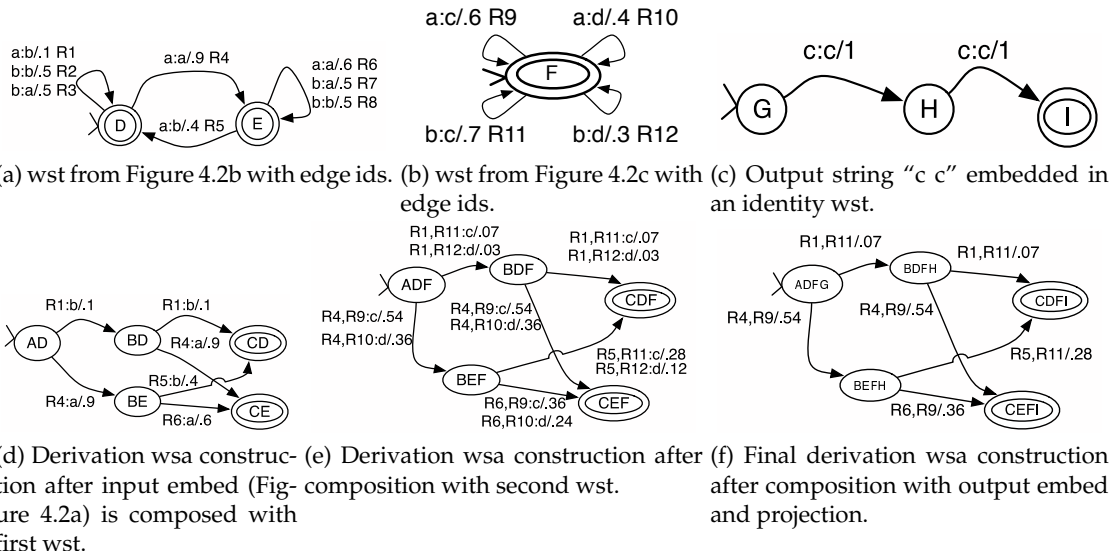 a:b/.1 R1
b:b/.5 R2
b:a/.5 R3
a:a/.9 R4
a:a/.6 R6
b:a/.5 R7
b:b/.5 R8
D
E
a:b/.4 R5
a:c/.6 R9
a:d/.4 R10
F
b:c/.7 R11
b:d/.3 R12
c:c/1
c:c/1
G
H
I
(a) wst from Figure 4.2b with edge ids.
(b) wst from Figure 4.2c with
edge ids.
(c) Output string “c c” embedded in
an identity wst.
R1:b/.1
R1:b/.1
AD
BD
CD
R4:a/.9
R5:b/.4
R4:a/.9
BE
CE
R6:a/.6
R1,R11:c/.07
R1,R12:d/.03
R1,R11:c/.07
R1,R12:d/.03
ADF
BDF
CDF
R4,R9:c/.54
R4,R10:d/.36
R4,R9:c/.54
R4,R10:d/.36
R5,R11:c/.28
R5,R12:d/.12
BEF
CEF
R6,R9:c/.36
R6,R10:d/.24
R1,R11/.07
R1,R11/.07
ADFG
BDFH
CDFI
R4,R9/.54
R4,R9/.54
R5,R11/.28
BEFH
CEFI
R6,R9/.36
(d) Derivation wsa construc-
tion after input embed (Fig-
ure 4.2a) is composed with
first wst.
(e) Derivation wsa construction after
composition with second wst.
(f) Final derivation wsa construction
after composition with output embed
and projection.